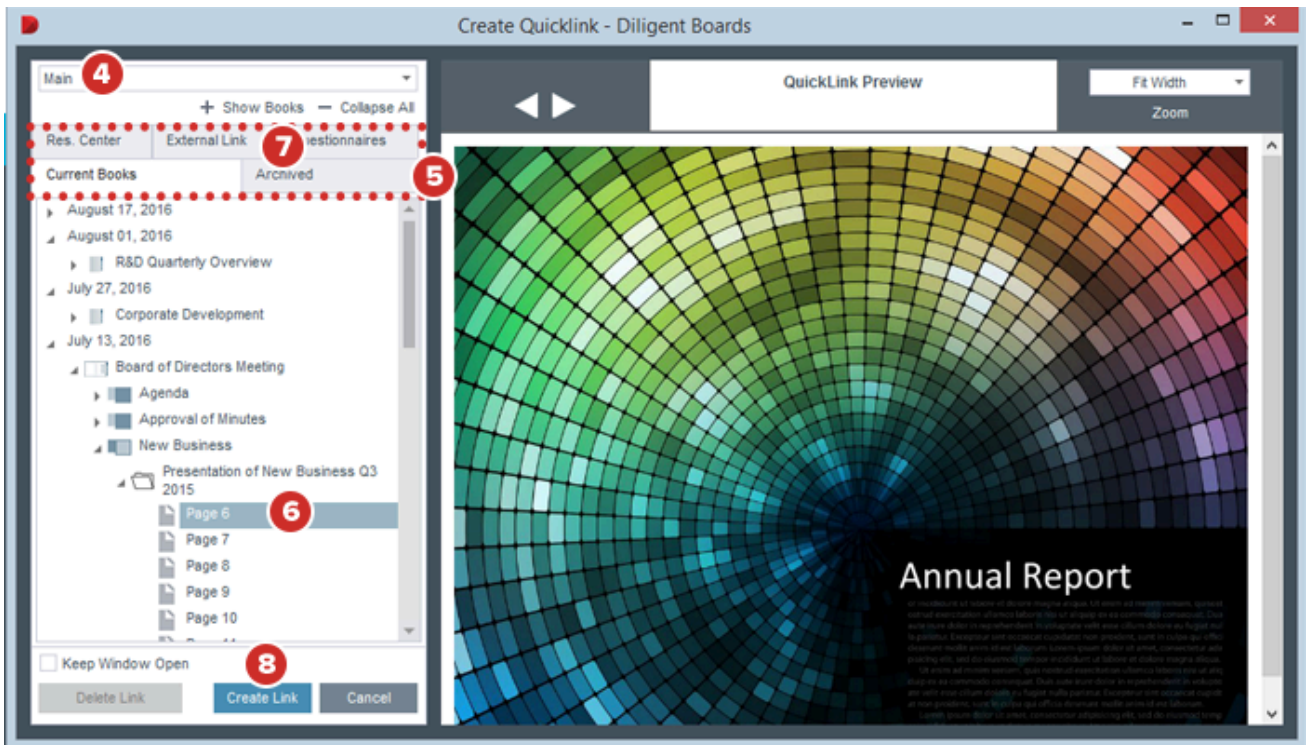 Create Quicklink - Diligent Boards
Main
4
+ Show Books - Collapse All
Res. Center External Link 7
Current Books Archived
5
August 17, 2016
August 01, 2016
R&D Quarterly Overview
July 27, 2016
Corporate Development
July 13, 2016
Board of Directors Meeting
Agenda
Approval of Minutes
New Business
Presentation of New Business Q3
2015
Page 6
6
Page 7
Page 8
Page 9
Page 10
Keep Window Open
8
Delete Link Create Link Cancel
QuickLink Preview
Fit Width
Zoom
Annual Report